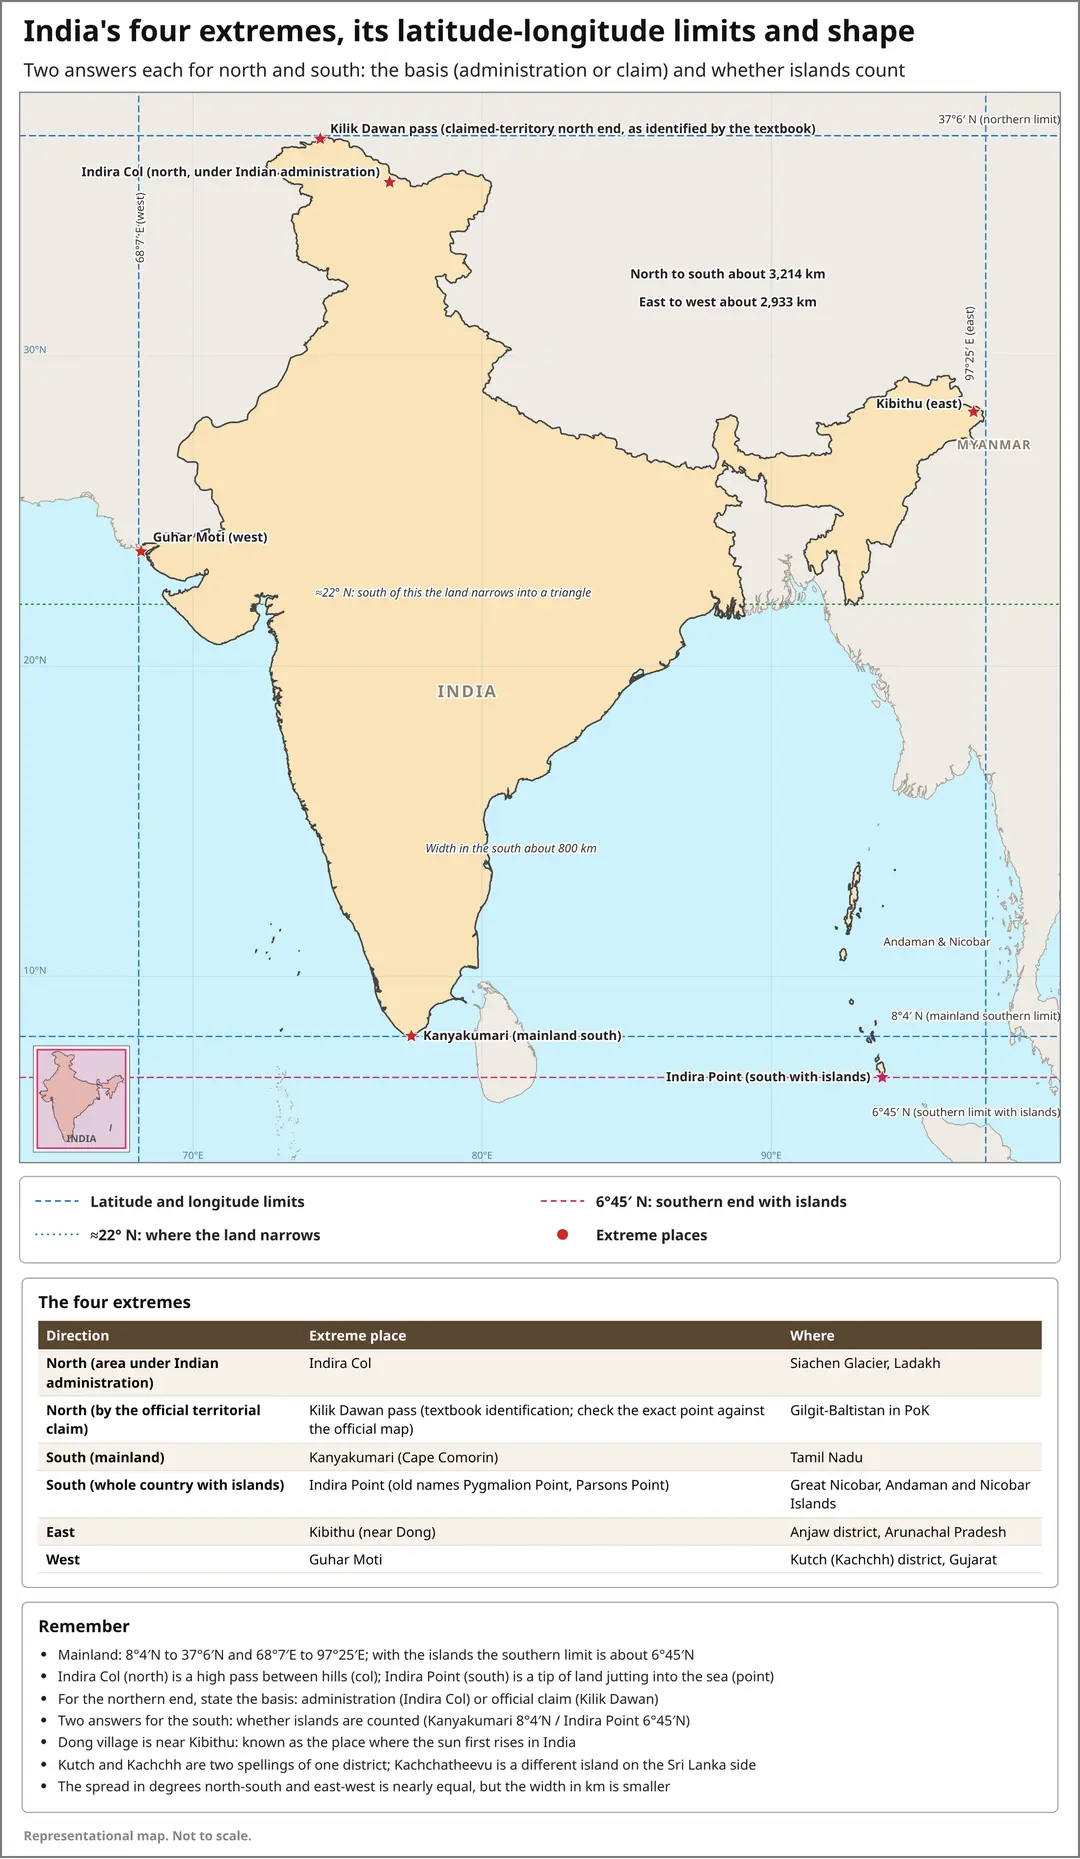 India's four extremes, its latitude-longitude limits and shape
Two answers each for north and south: the basis (administration or claim) and whether islands count
37°6′ N (northern limit)
Kilik Dawan pass (claimed-territory north end, as identified by the textbook)
Indira Col (north, under Indian administration)
68°7′ E (west)
North to south about 3,214 km
East to west about 2,933 km
97°25′ E (east)
30°N
Kibithu (east)
MYANMAR
Guhar Moti (west)
≈22° N: south of this the land narrows into a triangle
20°N
INDIA
Width in the south about 800 km
Andaman & Nicobar
10°N
8°4′ N (mainland southern limit)
Kanyakumari (mainland south)
Indira Point (south with islands)
6°45′ N (southern limit with islands)
INDIA
70°E
80°E
90°E
Latitude and longitude limits
6°45′ N: southern end with islands
≈22° N: where the land narrows
Extreme places
The four extremes
Direction Extreme place Where
North (area under Indian administration) Indira Col Siachen Glacier, Ladakh
North (by the official territorial claim) Kilik Dawan pass (textbook identification; check the exact point against the official map) Gilgit-Baltistan in PoK
South (mainland) Kanyakumari (Cape Comorin) Tamil Nadu
South (whole country with islands) Indira Point (old names Pygmalion Point, Parsons Point) Great Nicobar, Andaman and Nicobar Islands
East Kibithu (near Dong) Anjaw district, Arunachal Pradesh
West Guhar Moti Kutch (Kachchh) district, Gujarat
Remember
• Mainland: 8°4′N to 37°6′N and 68°7′E to 97°25′E; with the islands the southern limit is about 6°45′N
• Indira Col (north) is a high pass between hills (col); Indira Point (south) is a tip of land jutting into the sea (point)
• For the northern end, state the basis: administration (Indira Col) or official claim (Kilik Dawan)
• Two answers for the south: whether islands are counted (Kanyakumari 8°4′N / Indira Point 6°45′N)
• Dong village is near Kibithu: known as the place where the sun first rises in India
• Kutch and Kachchh are two spellings of one district; Kachchatheevu is a different island on the Sri Lanka side
• The spread in degrees north-south and east-west is nearly equal, but the width in km is smaller
Representational map. Not to scale.